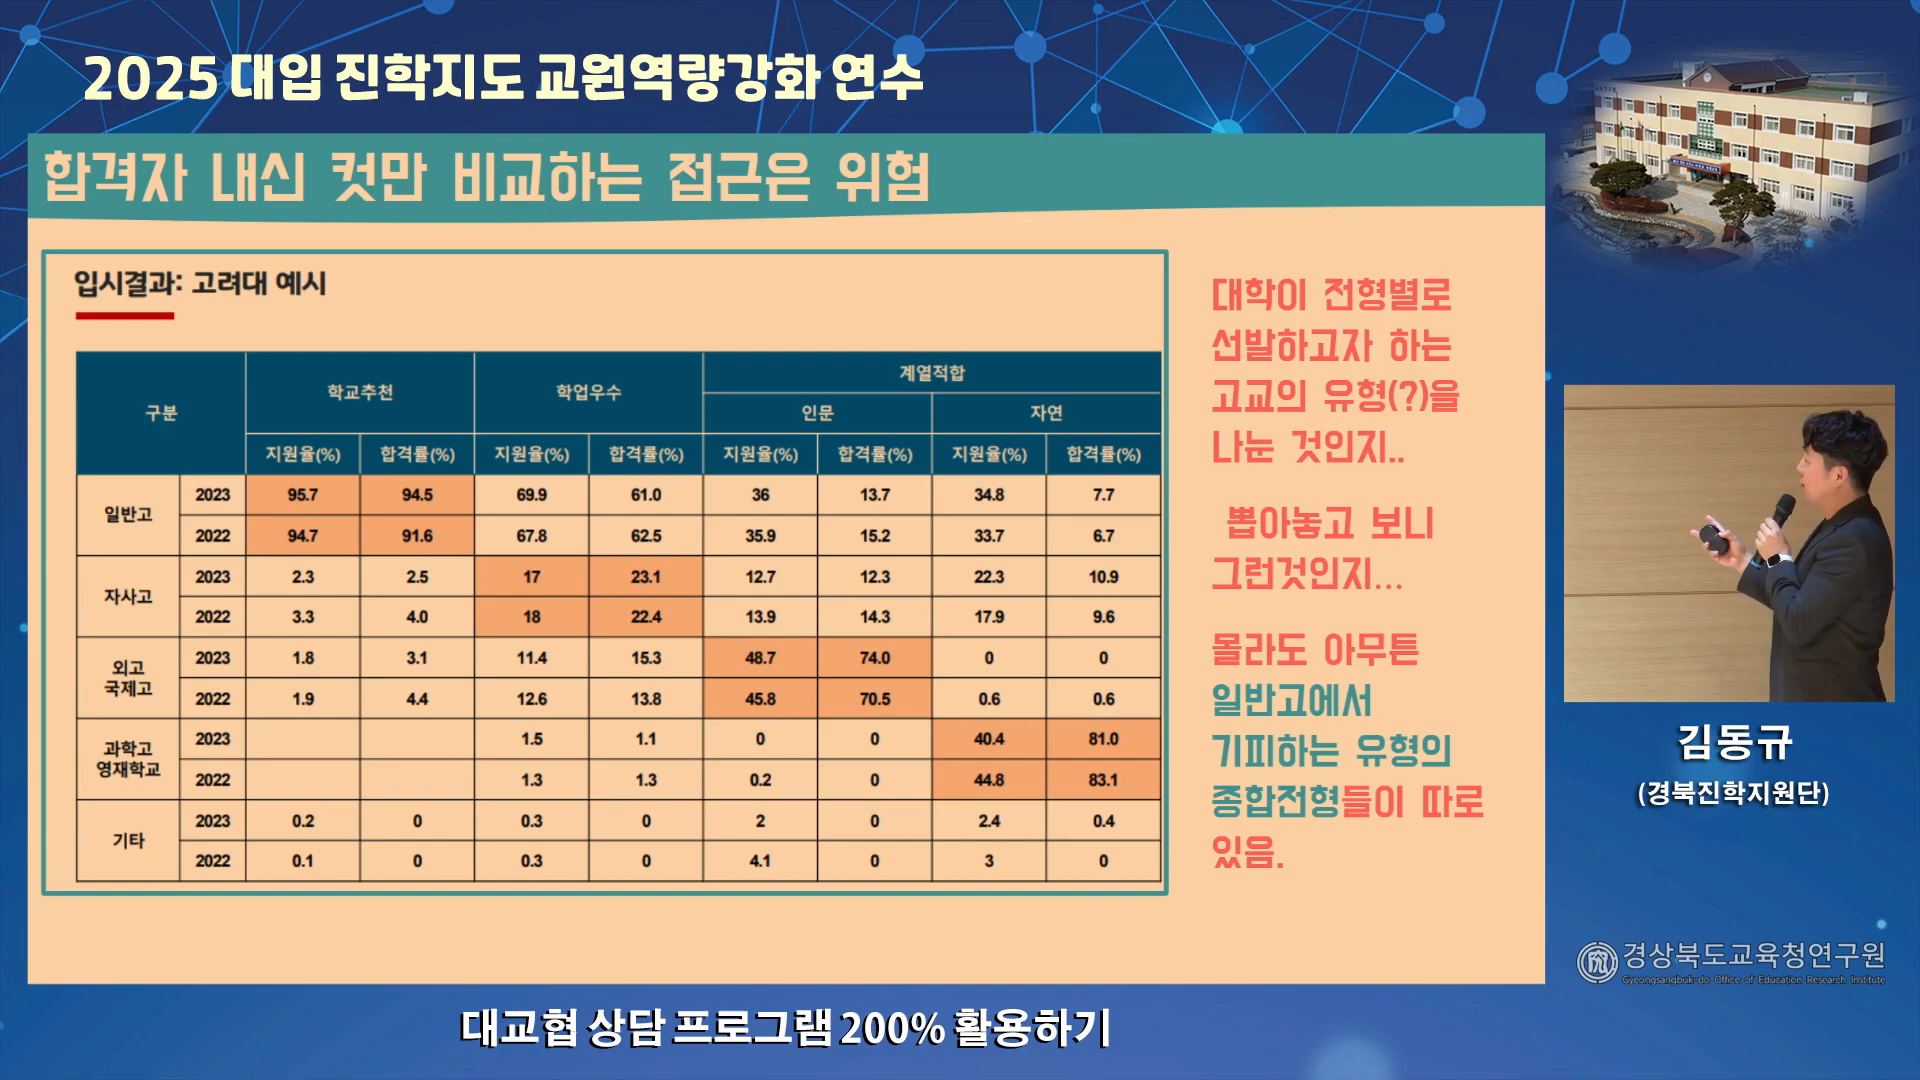 2025 대입 진학지도 교원역량강화 연수
합격자 내신 컷만 비교하는 접근은 위험
입시결과: 고려대 예시
구분 학교추천 학업우수 계열적합
인문 자연
지원율(%) 합격률(%) 지원율(%) 합격률(%) 지원율(%) 합격률(%) 지원율(%) 합격률(%)
일반고 2023 95.7 94.5 69.9 61.0 36 13.7 34.8 7.7
2022 94.7 91.6 67.8 62.5 35.9 15.2 33.7 6.7
자사고 2023 2.3 2.5 17 23.1 12.7 12.3 22.3 10.9
2022 3.3 4.0 18 22.4 13.9 14.3 17.9 9.6
외고 국제고 2023 1.8 3.1 11.4 15.3 48.7 74.0 0 0
2022 1.9 4.4 12.6 13.8 45.8 70.5 0.6 0.6
과학고 영재학교 2023 1.5 1.1 0 0 40.4 81.0
2022 1.3 1.3 0.2 0 44.8 83.1
기타 2023 0.2 0 0.3 0 2 0 2.4 0.4
2022 0.1 0 0.3 0 4.1 0 3 0
대학이 전형별로
선발하고자 하는
고교의 유형(?)을
나눈 것인지..
뽑아놓고 보니
그런것인지...
몰라도 아무튼
일반고에서
기피하는 유형의
종합전형들이 따로
있음.
김동규
(경북진학지원단)
경상북도교육청연구원
Gyeongsangbuk-do Office of Education Research Institute
대교협 상담 프로그램 200% 활용하기